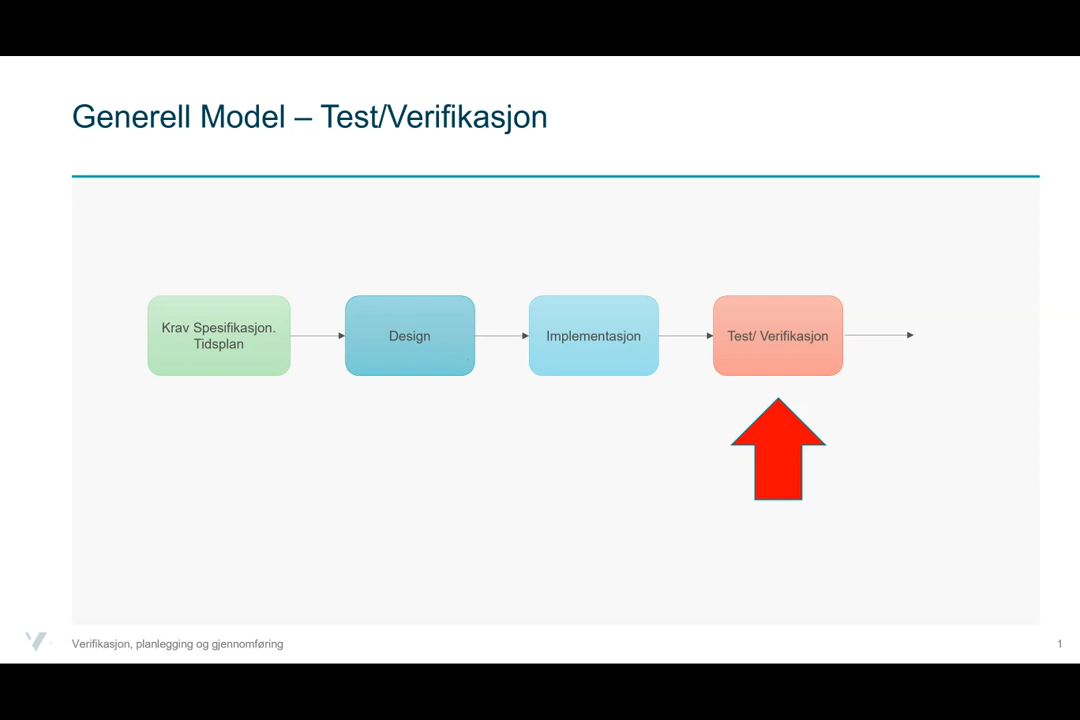 Generell Model – Test/Verifikasjon
Krav Spesifikasjon.
Tidsplan
Design
Implementasjon
Test/ Verifikasjon
Verifikasjon, planlegging og gjennomføring
1